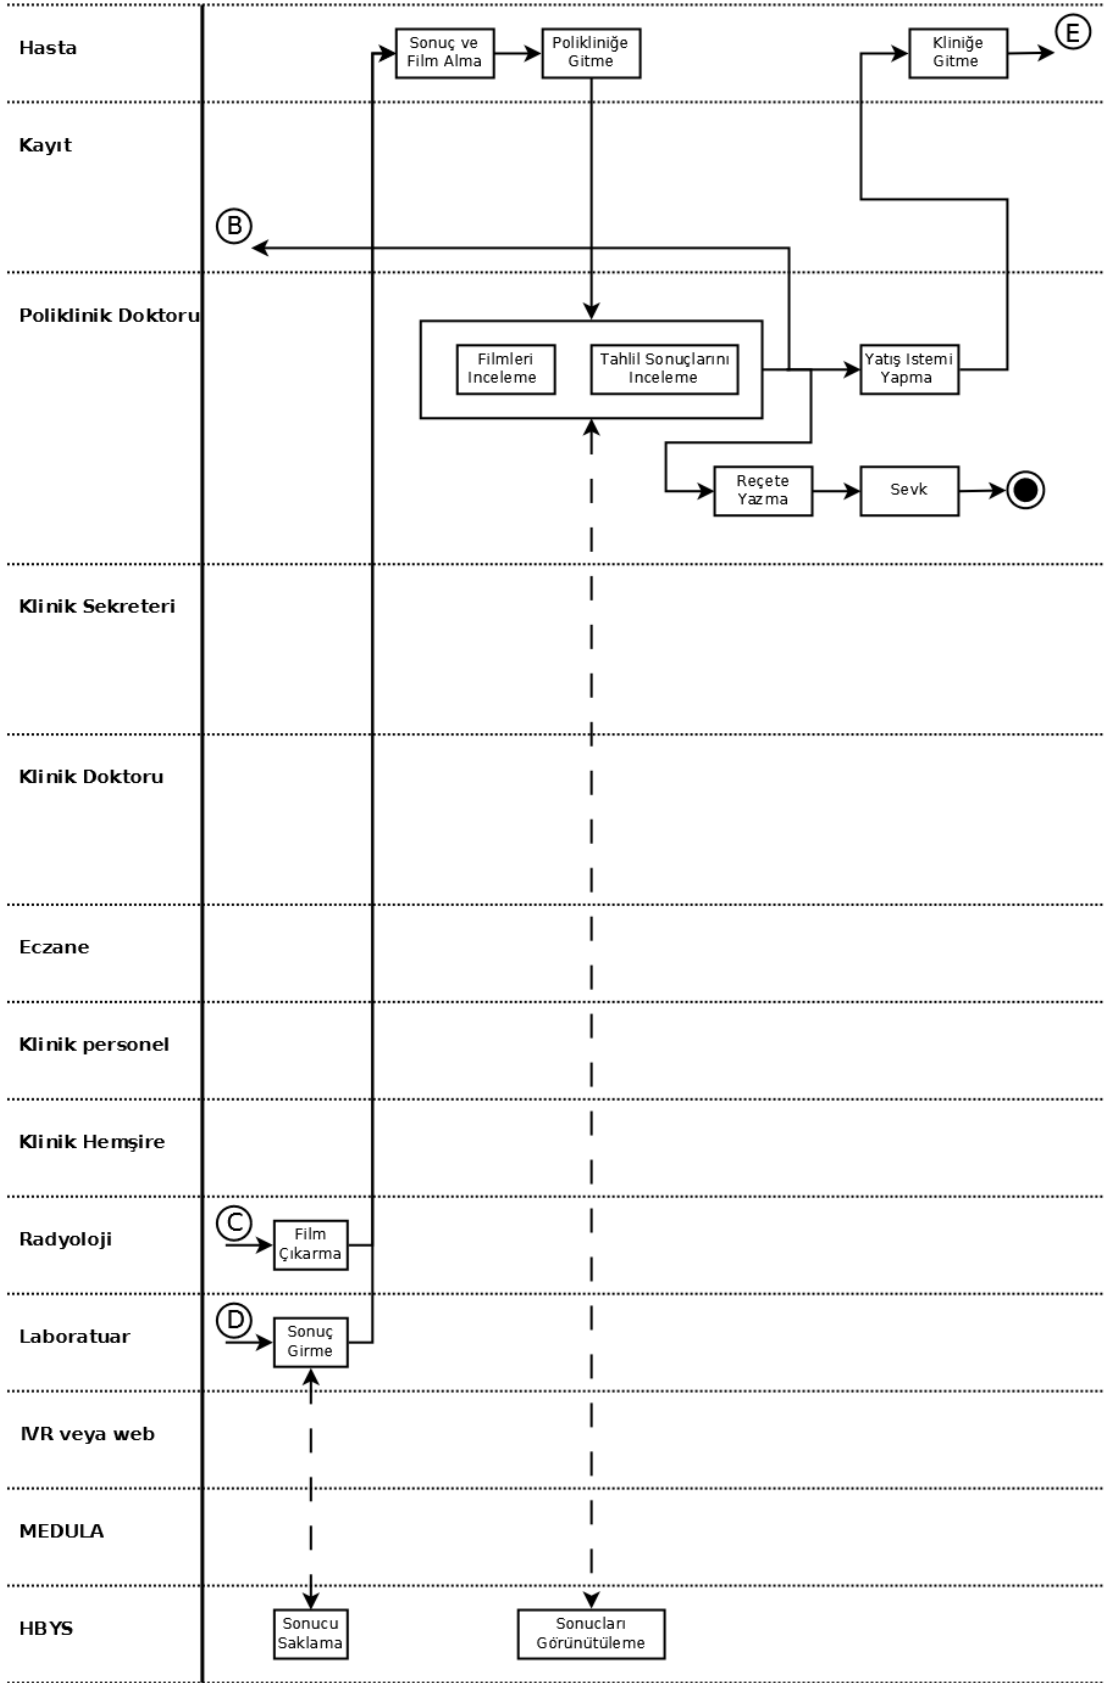 Hasta
Sonuç ve
Film Alma
Polikliniğe
Gitme
Kliniğe
Gitme
E
Kayıt
B
Poliklinik Doktoru
Filmleri
Inceleme
Tahlil Sonuçlarını
Inceleme
Yatış Istemi
Yapma
Reçete
Yazma
Sevk
Klinik Sekreteri
Klinik Doktoru
Eczane
Klinik personel
Klinik Hemşire
Radyoloji
C
Film
Çıkarma
Laboratuar
D
Sonuç
Girme
IVR veya web
MEDULA
HBYS
Sonucu
Saklama
Sonucları
Görünütüleme